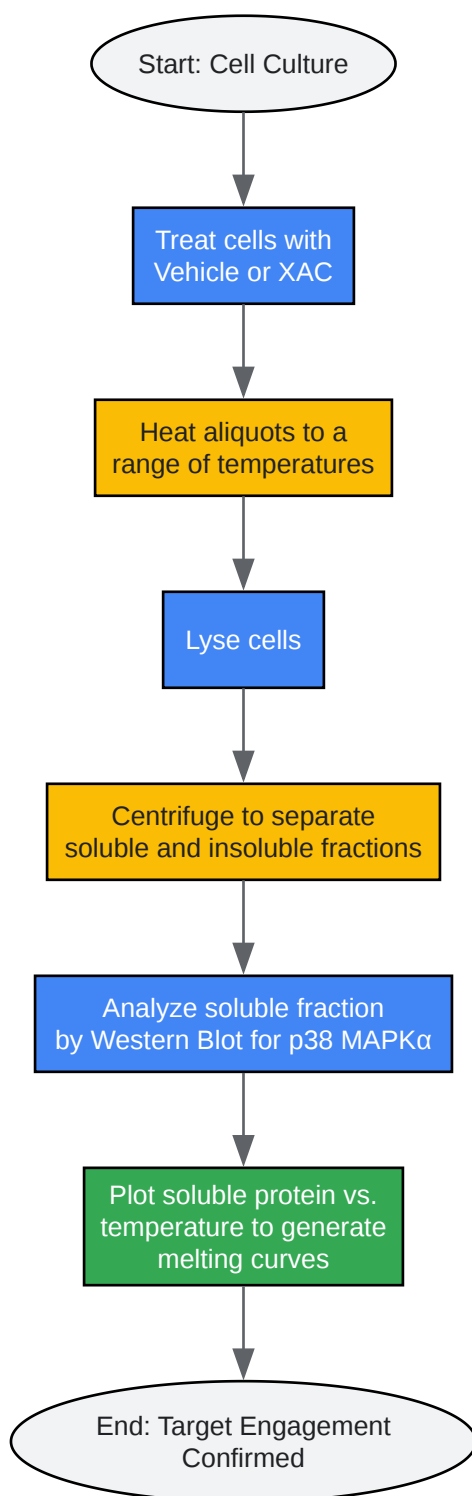 Start: Cell Culture
Treat cells with
Vehicle or XAC
Heat aliquots to a
range of temperatures
Lyse cells
Centrifuge to separate
soluble and insoluble fractions
Analyze soluble fraction
by Western Blot for p38 MAPKα
Plot soluble protein vs.
temperature to generate
melting curves
End: Target Engagement
Confirmed